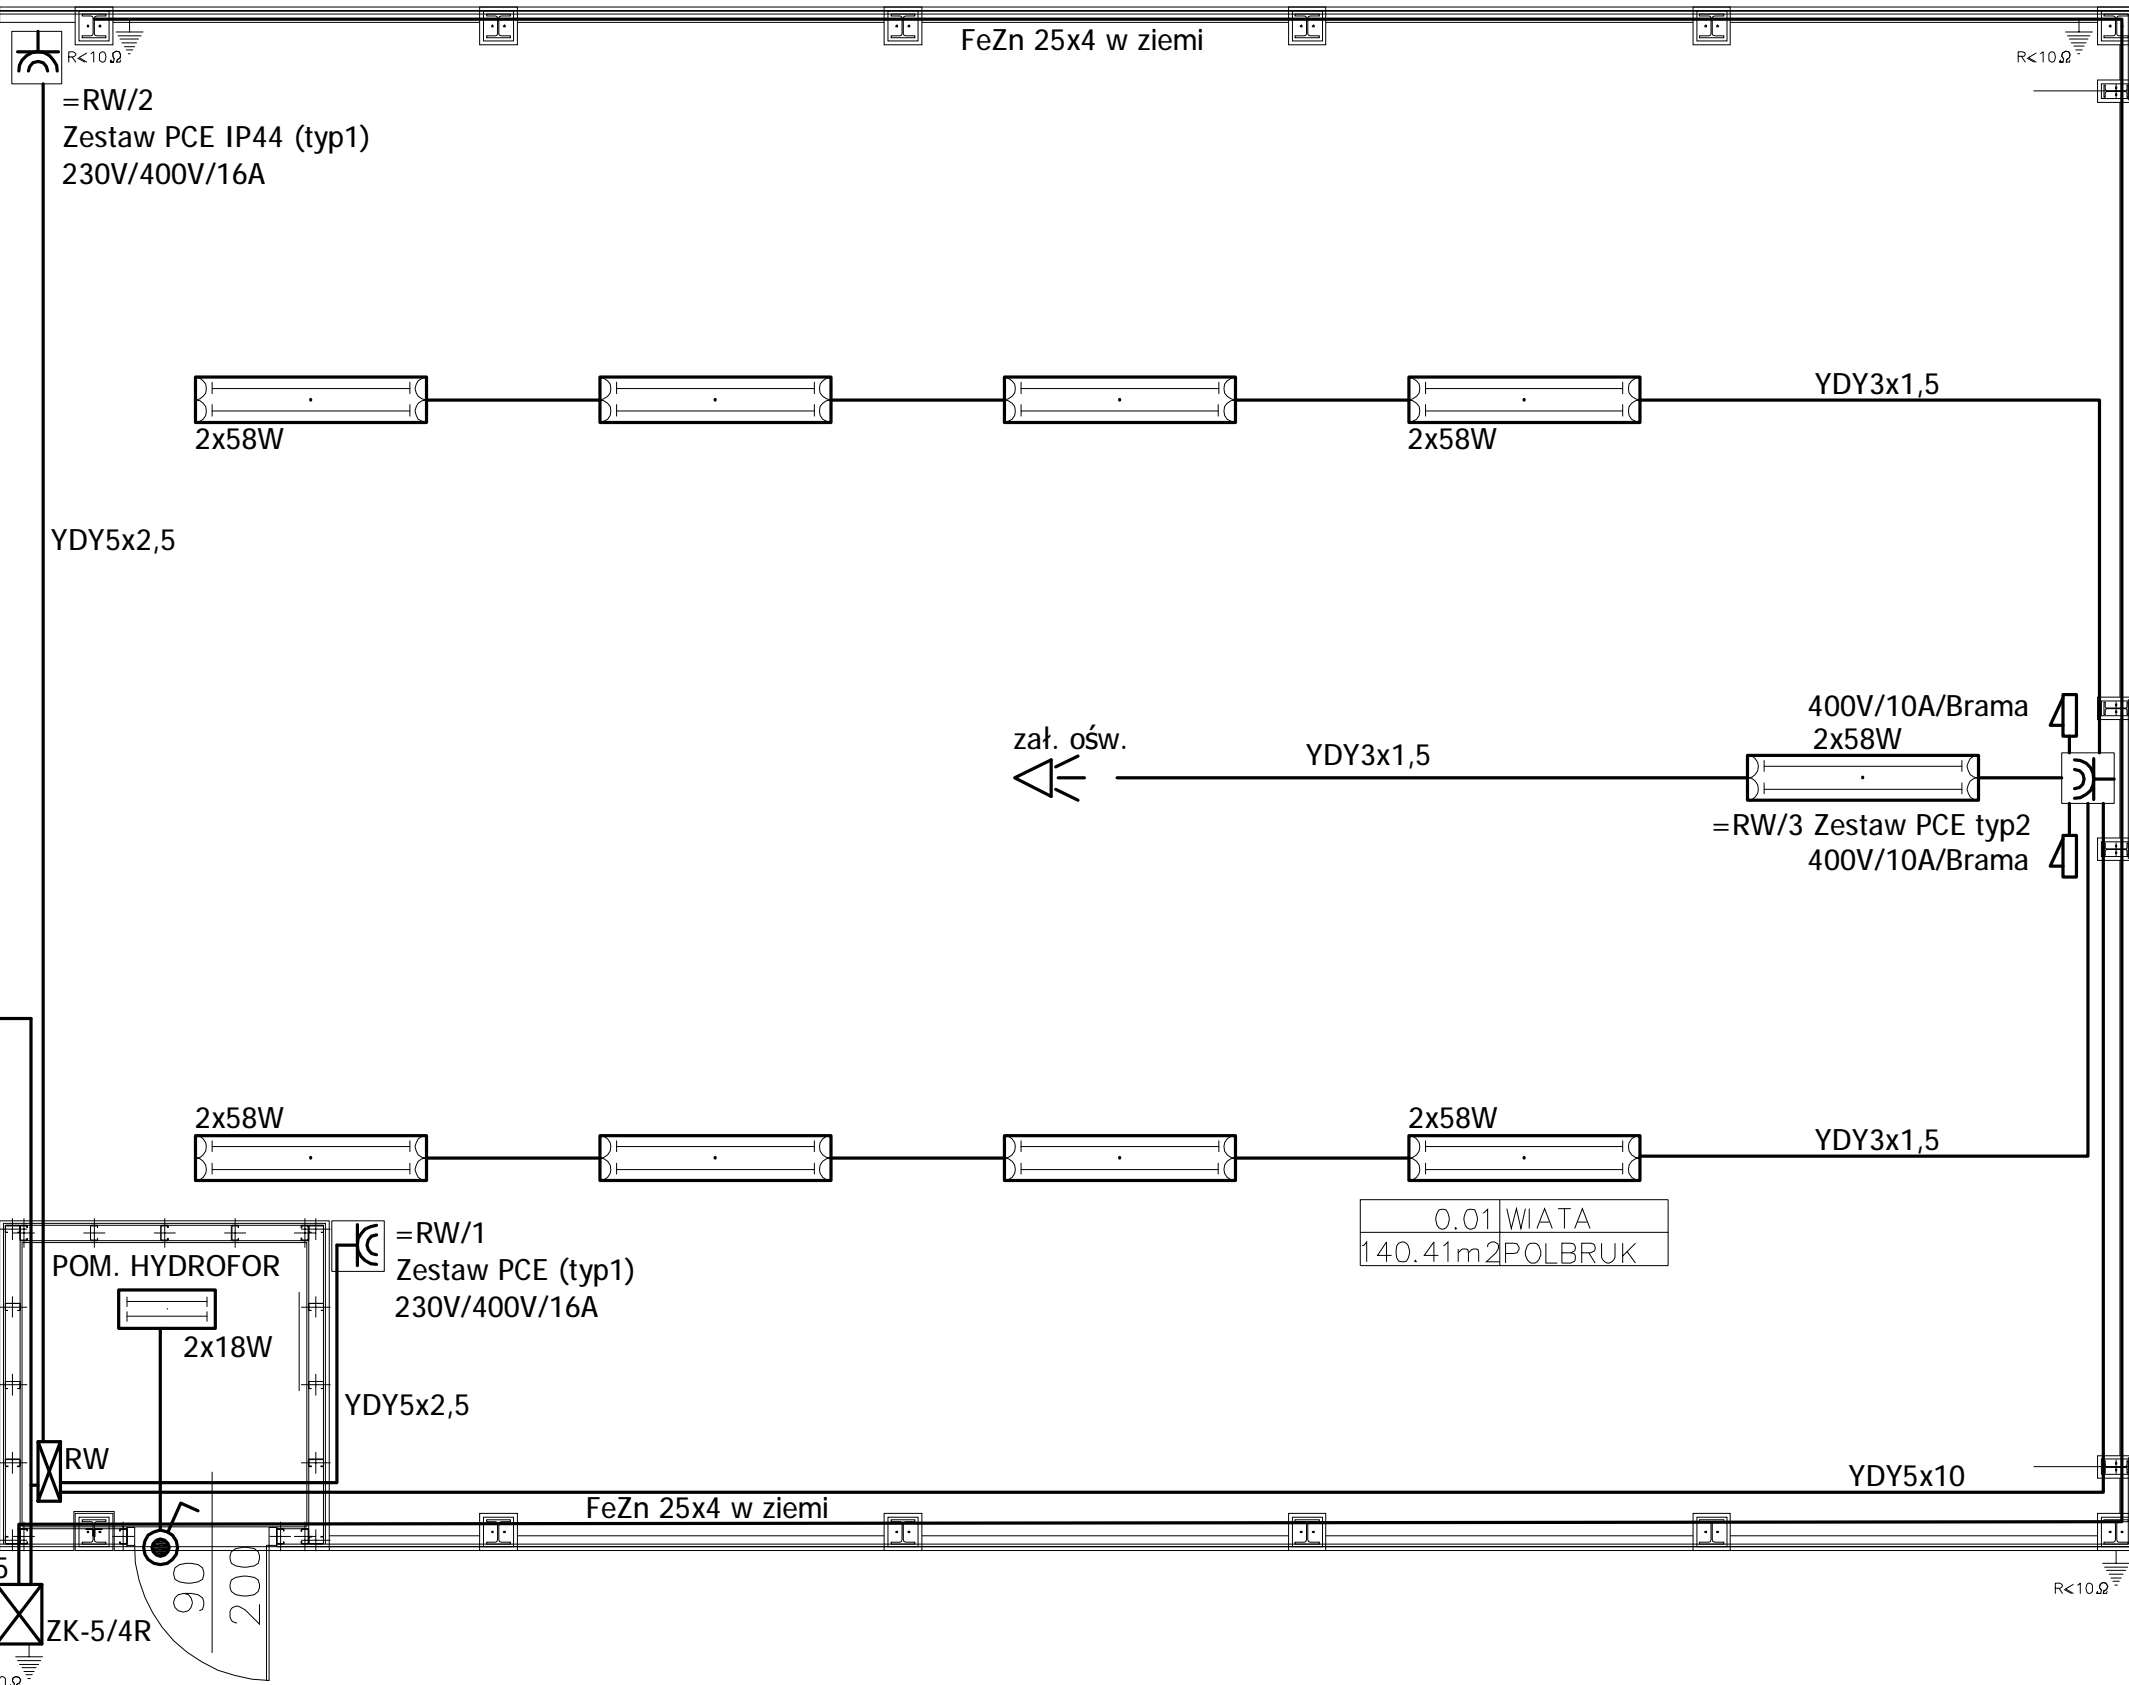 FeZn 25x4 w ziemi
R<10Ω
R<10Ω
=RW/2
Zestaw PCE IP44 (typ1)
230V/400V/16A
YDY3x1,5
2x58W
2x58W
YDY5x2,5
400V/10A/Brama
zał. ośw.
YDY3x1,5
2x58W
=RW/3 Zestaw PCE typ2
400V/10A/Brama
2x58W
2x58W
YDY3x1,5
0.01 WIATA
140.41m2 POLBRUK
=RW/1
Zestaw PCE (typ1)
230V/400V/16A
POM. HYDROFOR
2x18W
YDY5x2,5
RW
YDY5x10
FeZn 25x4 w ziemi
90
200
R<10Ω
ZK-5/4R